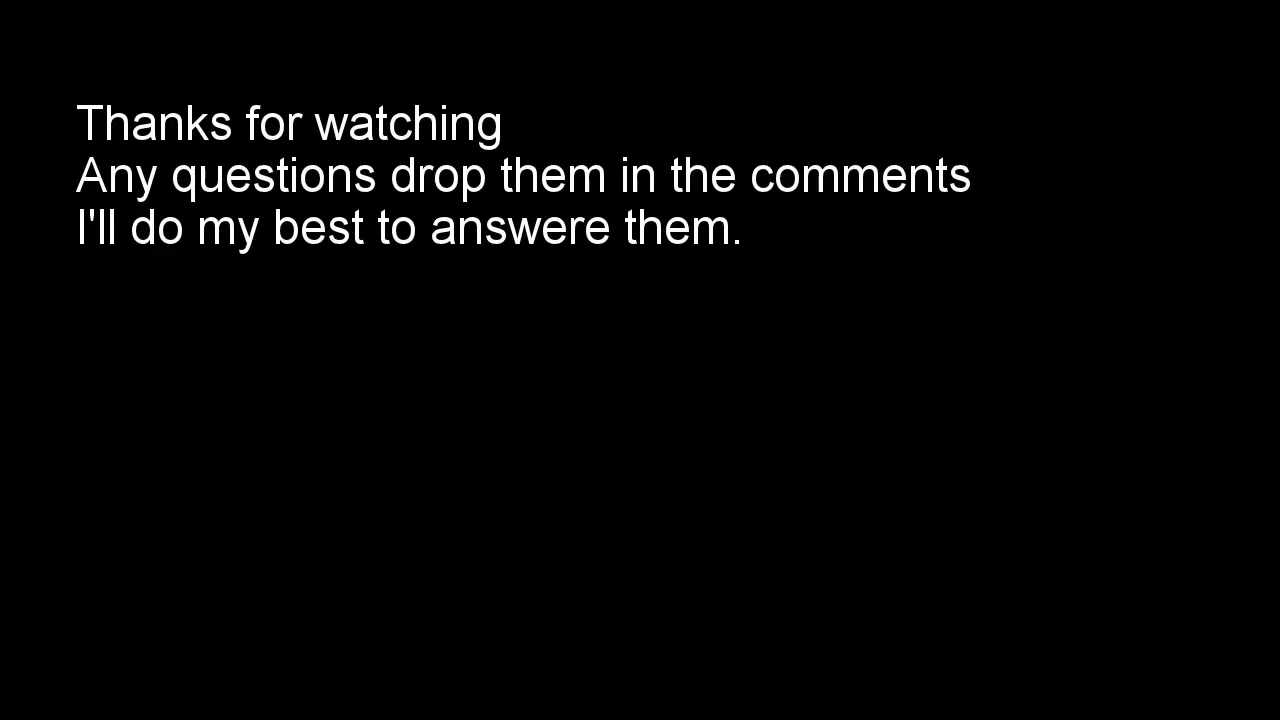 Thanks for watching
Any questions drop them in the comments
I'll do my best to answere them.